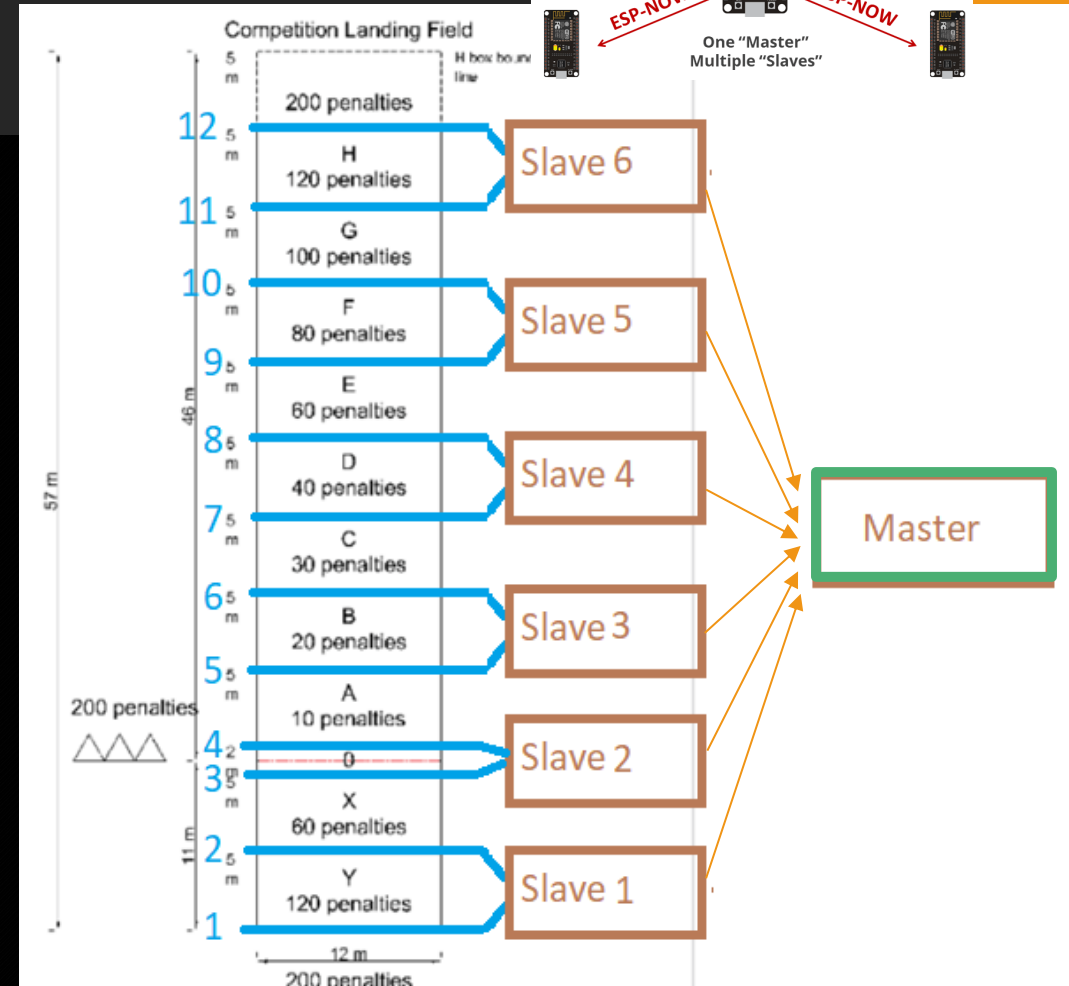 ESP-NOW
ESP-NOW
One “Master”
Multiple “Slaves”
Competition Landing Field
5
m
H box
line
200 penalties
12
5
m
H
120 penalties
Slave 6
11
5
m
G
100 penalties
10
5
m
F
80 penalties
Slave 5
9
5
m
E
60 penalties
46 m
8
5
m
D
40 penalties
Slave 4
57 m
7
5
m
C
30 penalties
Master
6
5
m
B
20 penalties
Slave 3
5
5
m
A
10 penalties
200 penalties
4
2
m
0
Slave 2
3
5
m
X
60 penalties
11 m
2
5
m
Y
120 penalties
Slave 1
1
12 m
200 penalties